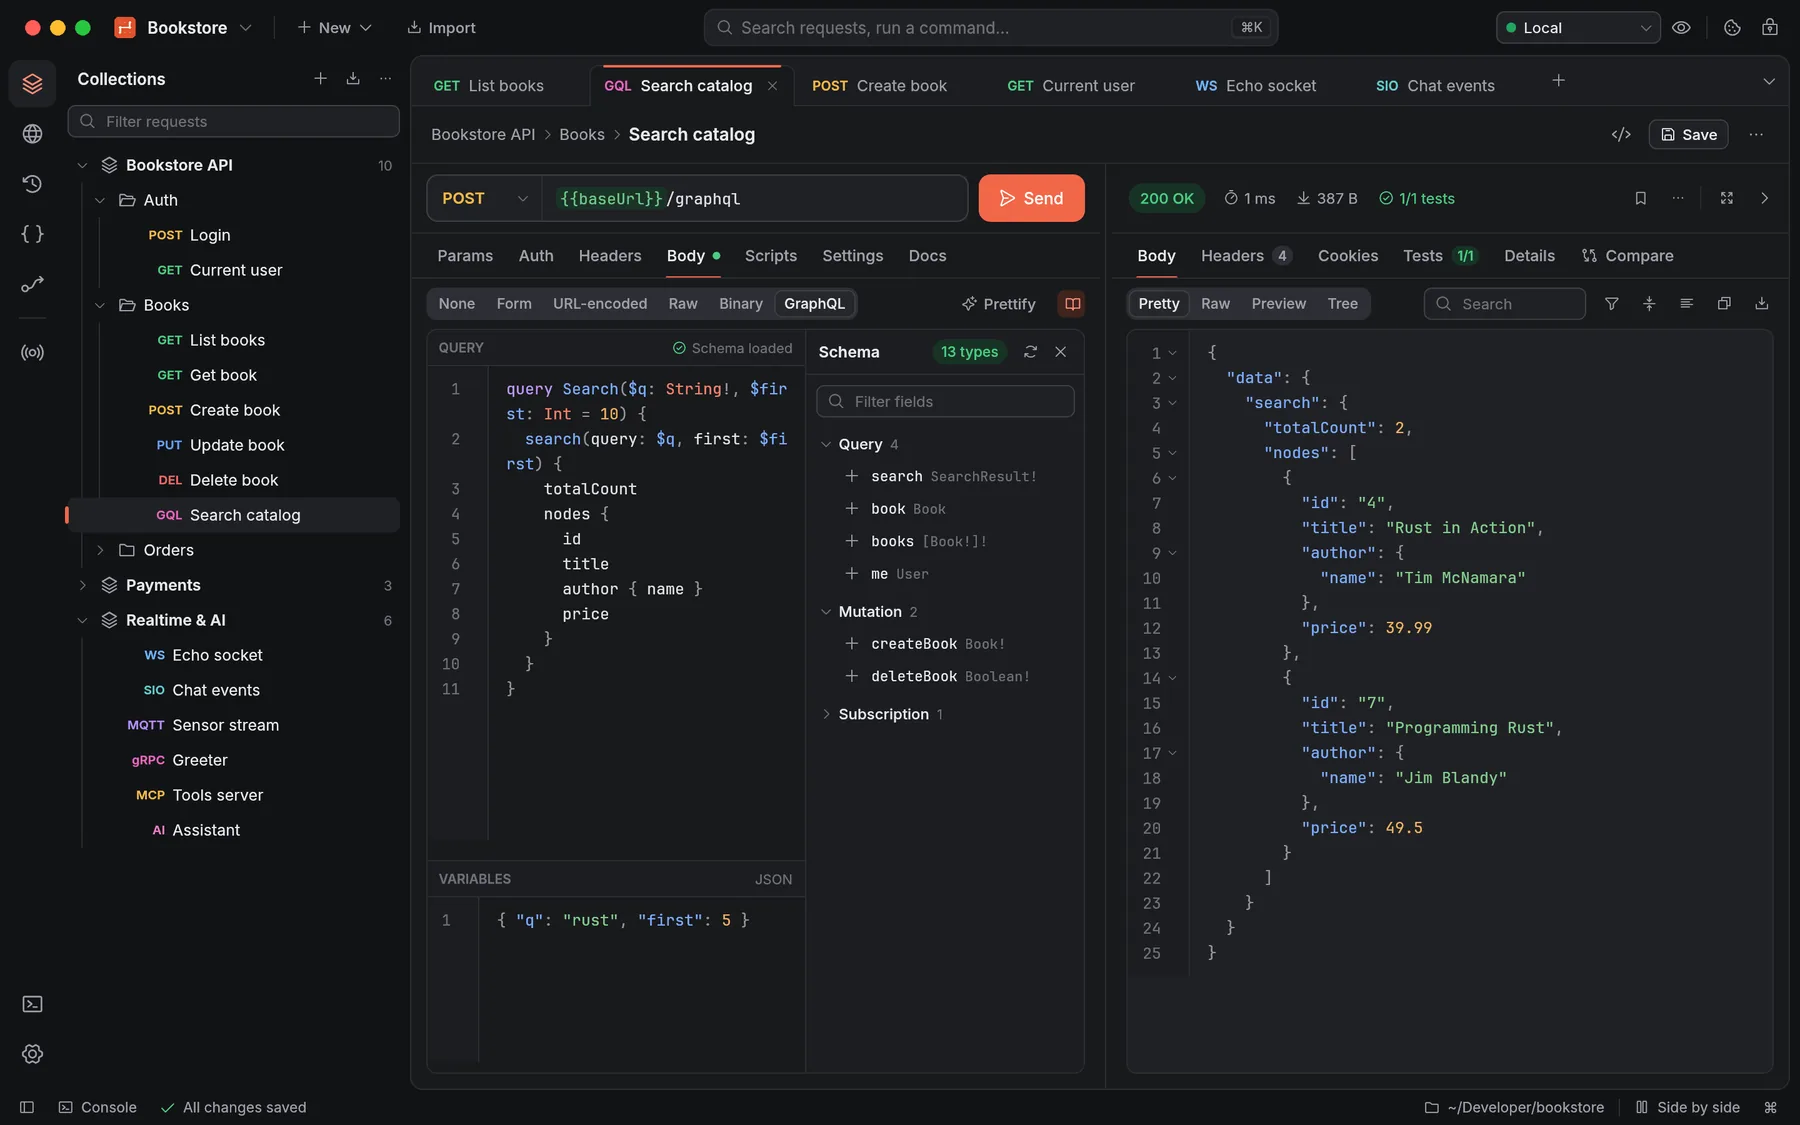 Bookstore
New
Import
Search requests, run a command...
⌘K
Local
Collections
Filter requests
Bookstore API 10
Auth
POST Login
GET Current user
Books
GET List books
GET Get book
POST Create book
PUT Update book
DEL Delete book
GQL Search catalog
Orders
Payments 3
Realtime & AI 6
WS Echo socket
SIO Chat events
MQTT Sensor stream
gRPC Greeter
MCP Tools server
AI Assistant
GET List books
GQL Search catalog
POST Create book
GET Current user
WS Echo socket
SIO Chat events
Bookstore API > Books > Search catalog
</> Save
POST {{baseUrl}}/graphql
Send
Params Auth Headers Body Scripts Settings Docs
None Form URL-encoded Raw Binary GraphQL
Prettify
QUERY Schema loaded
1 query Search($q: String!, $fir
st: Int = 10) {
2 search(query: $q, first: $fi
rst) {
3 totalCount
4 nodes {
5 id
6 title
7 author { name }
8 price
9 }
10 }
11 }
VARIABLES JSON
1 { "q": "rust", "first": 5 }
Schema 13 types
Filter fields
Query 4
search SearchResult!
book Book
books [Book!]!
me User
Mutation 2
createBook Book!
deleteBook Boolean!
Subscription 1
200 OK 1 ms 387 B 1/1 tests
Body Headers 4 Cookies Tests 1/1 Details Compare
Pretty Raw Preview Tree
Search
1 {
2 "data": {
3 "search": {
4 "totalCount": 2,
5 "nodes": [
6 {
7 "id": "4",
8 "title": "Rust in Action",
9 "author": {
10 "name": "Tim McNamara"
11 },
12 "price": 39.99
13 },
14 {
15 "id": "7",
16 "title": "Programming Rust",
17 "author": {
18 "name": "Jim Blandy"
19 },
20 "price": 49.5
21 }
22 ]
23 }
24 }
25 }
Console
All changes saved
~/Developer/bookstore
Side by side
⌘